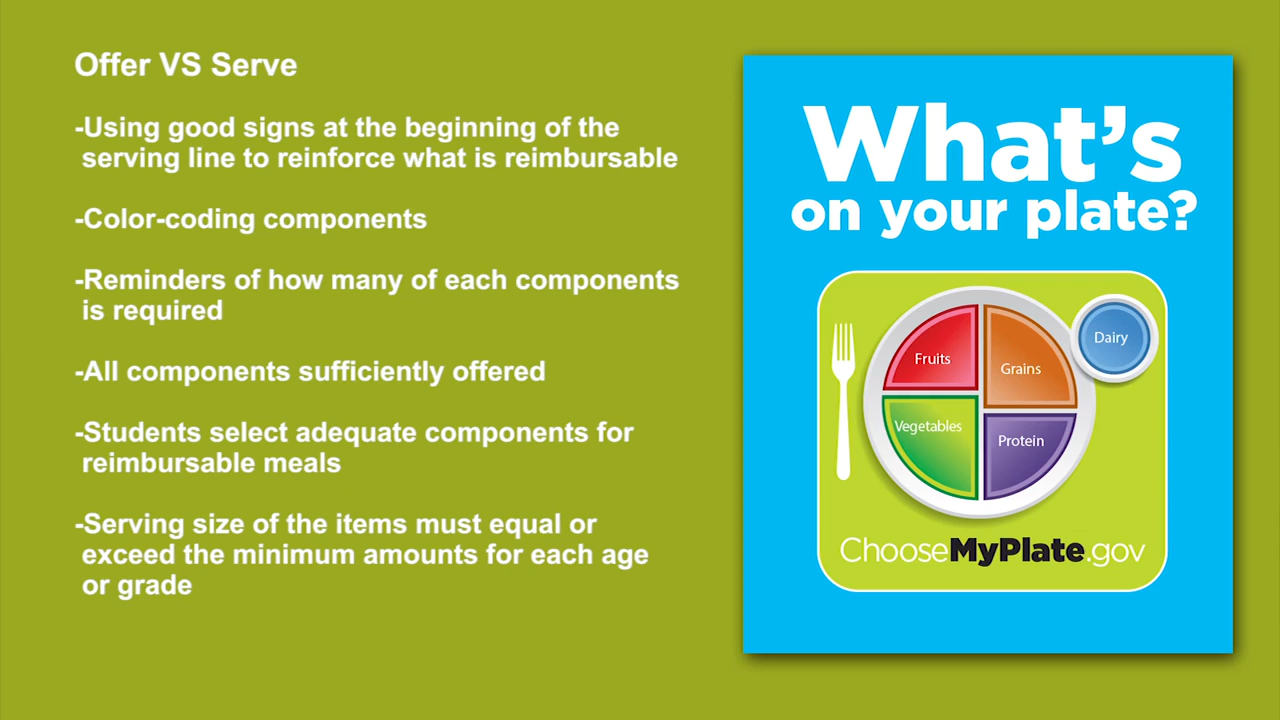 Offer VS Serve
-Using good signs at the beginning of the
serving line to reinforce what is reimbursable
-Color-coding components
-Reminders of how many of each components
is required
-All components sufficiently offered
-Students select adequate components for
reimbursable meals
-Serving size of the items must equal or
exceed the minimum amounts for each age
or grade
What's
on your plate?
Fruits
Grains
Dairy
Vegetables
Protein
ChooseMyPlate.gov